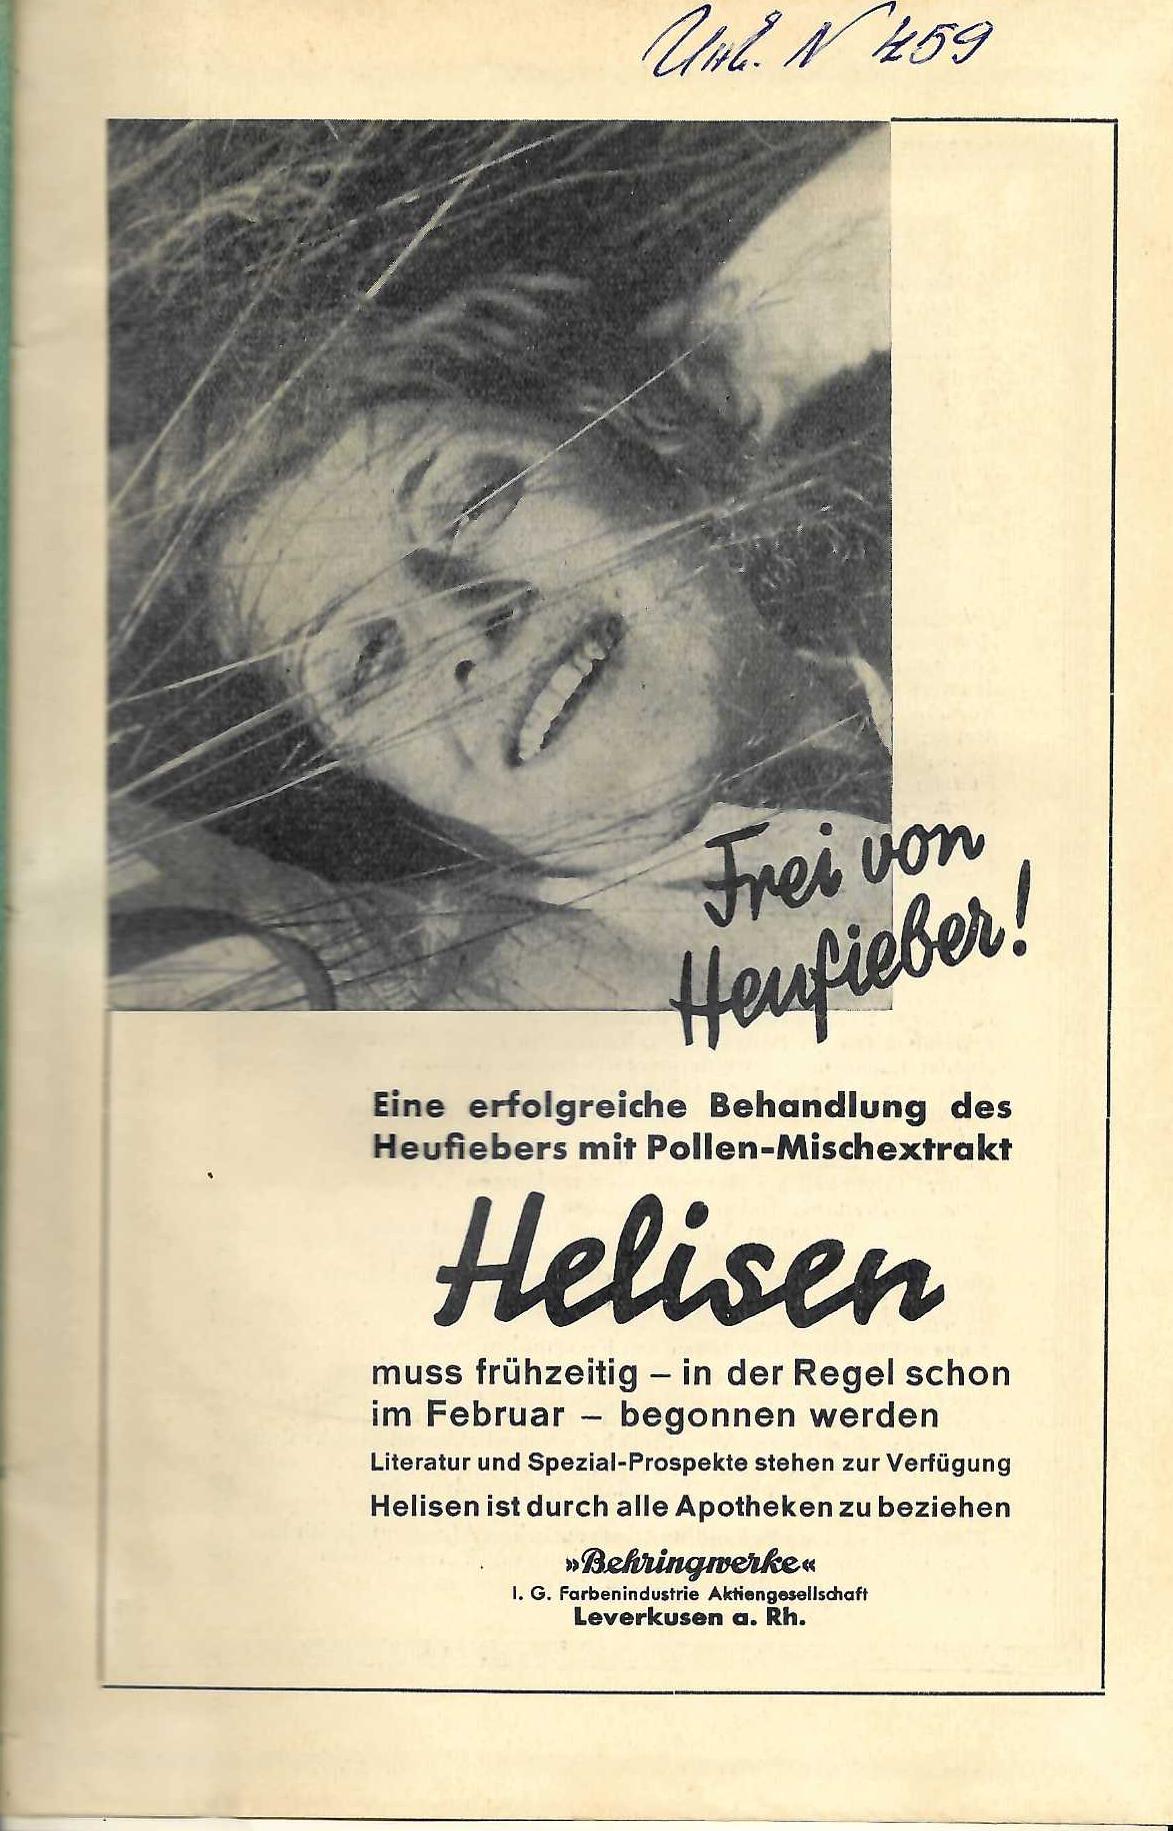 Инв. N 459
Frei von
Heufieber!
Eine erfolgreiche Behandlung des
Heufiebers mit Pollen-Mischextrakt
Helisen
muss frühzeitig – in der Regel schon
im Februar – begonnen werden
Literatur und Spezial-Prospekte stehen zur Verfügung
Helisen ist durch alle Apotheken zu beziehen
»Behringwerke«
I. G. Farbenindustrie Aktiengesellschaft
Leverkusen a. Rh.